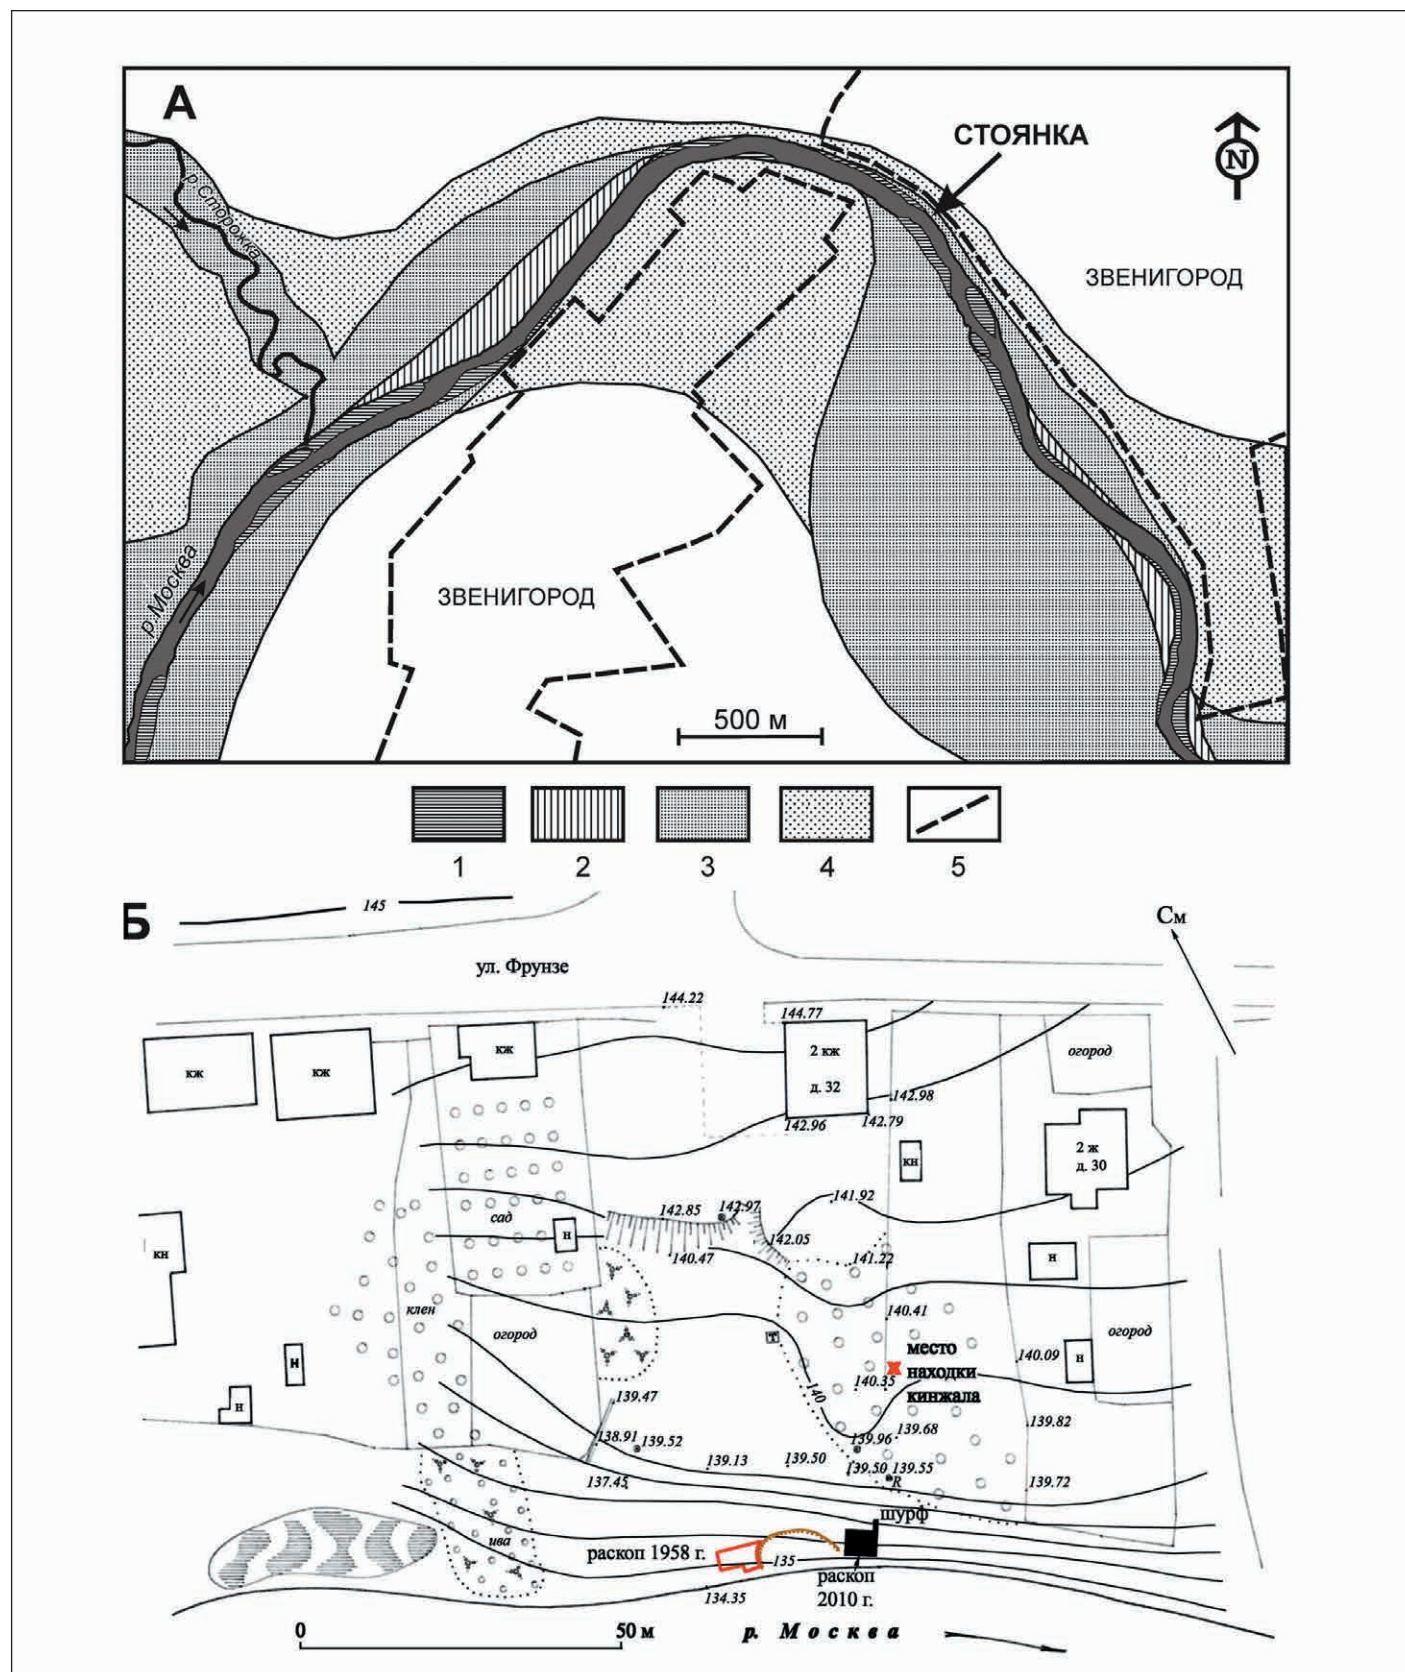 А
СТОЯНКА
N
р. Сторожка
ЗВЕНИГОРОД
р.Москва
ЗВЕНИГОРОД
500 м
1 2 3 4 5
Б
145
См
ул. Фрунзе
144.22
144.77
кж
кж
кж
2 кж
д. 32
огород
142.98
142.96
142.79
2 ж
д. 30
кн
141.92
142.85
142.97
сад
н
142.05
кн
140.47
141.22
н
клен
огород
140.41
огород
Т
место
находки
кинжала
140.09
н
н
140.35
140
139.47
н
139.82
138.91
139.52
139.68
139.96
139.13
139.50
139.50
139.55
R
139.72
137.45
шурф
ива
раскоп 1958 г.
135
раскоп
2010 г.
134.35
0
50 м
р. Москва